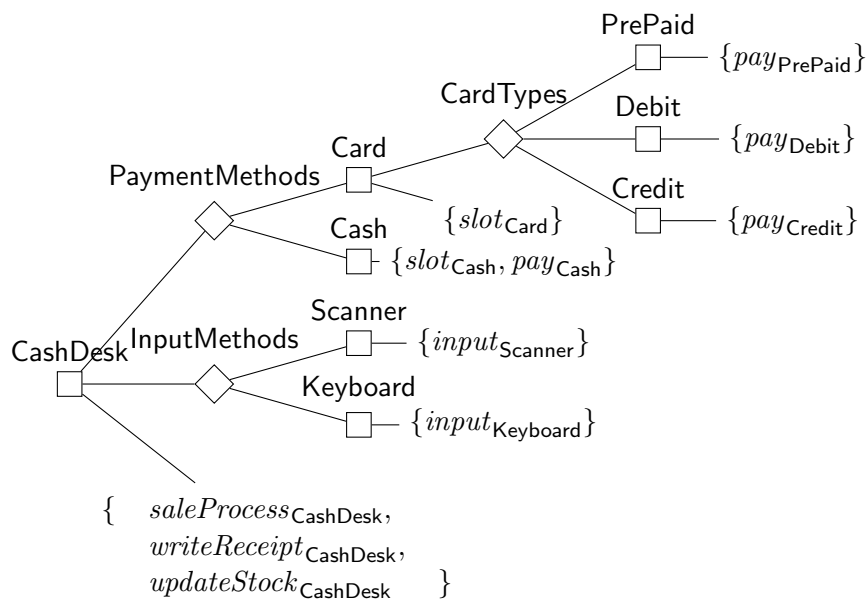 PrePaid
{pay_PrePaid}
CardTypes
Debit
{pay_Debit}
Card
PaymentMethods
Credit
{slot_Card}
{pay_Credit}
Cash
{slot_Cash, pay_Cash}
Scanner
InputMethods
{input_Scanner}
CashDesk
Keyboard
{input_Keyboard}
{ saleProcess_CashDesk,
writeReceipt_CashDesk,
updateStock_CashDesk }